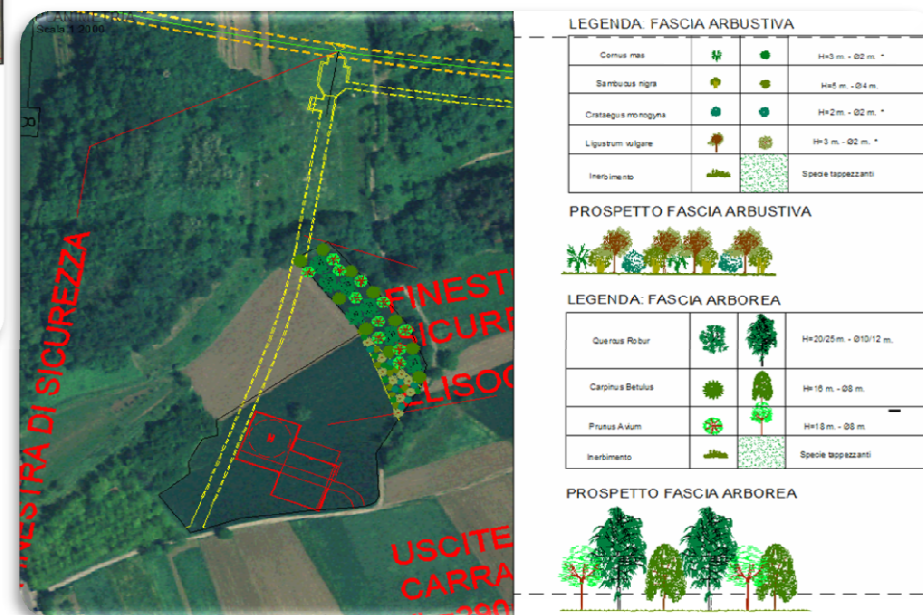 PLANIMETRIA
Scala 1:2000
FINESTRA DI SICUREZZA
FINEST
SICUR
ELISO
USCITE
CARRA
LEGENDA: FASCIA ARBUSTIVA
Cornus mas H=3 m. - Ø2 m. *
Sambucus nigra H=5 m. - Ø4 m.
Crataegus monogyna H=2 m - Ø2 m. *
Ligustrum vulgare H=3 m. - Ø2 m. *
Inerbimento Specie tappezzanti
PROSPETTO FASCIA ARBUSTIVA
LEGENDA: FASCIA ARBOREA
Quercus Robur H=20/25 m. - Ø10/12 m.
Carpinus Betulus H=16 m. - Ø8 m.
Prunus Avium H=18 m. - Ø8 m.
Inerbimento Specie tappezzanti
PROSPETTO FASCIA ARBOREA